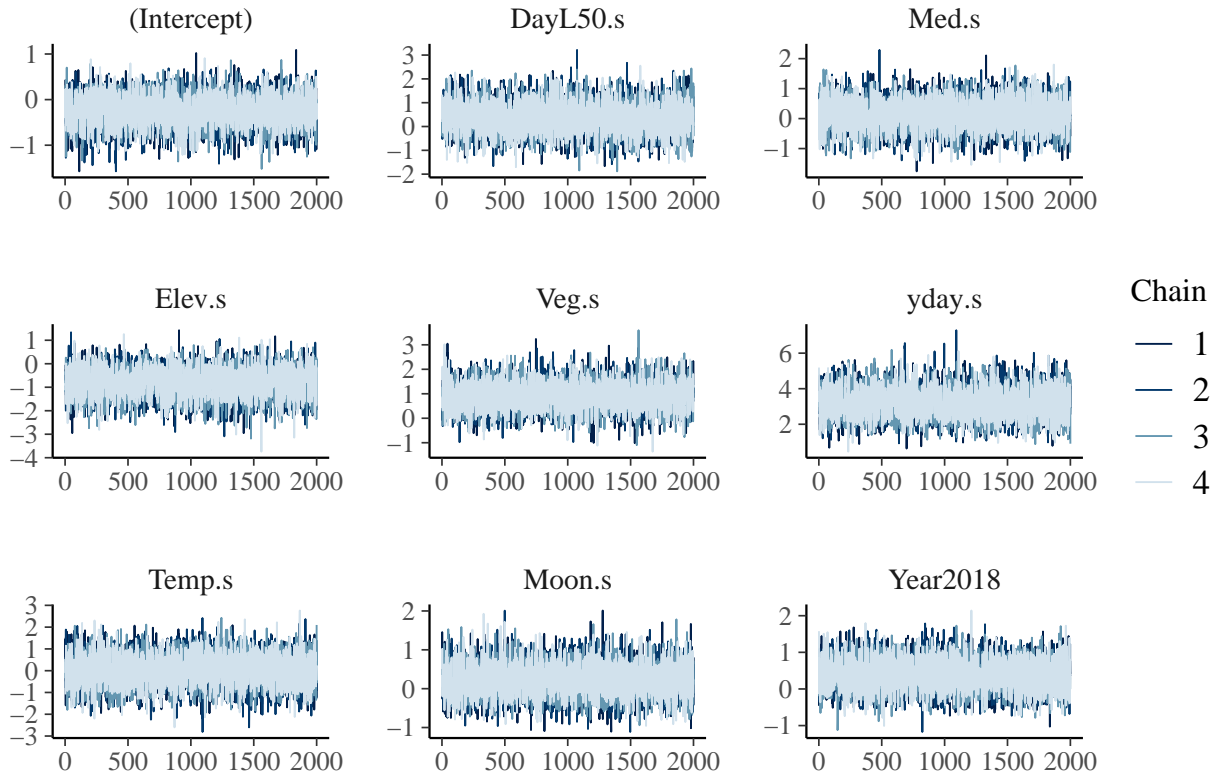 (Intercept) DayL50.s Med.s
1 0 −1
3 2 1 0 −1 −2
2 1 0 −1
0 500 1000 1500 2000 0 500 1000 1500 2000 0 500 1000 1500 2000
Elev.s Veg.s yday.s
1 0 −1 −2 −3 −4
3 2 1 0 −1
6 4 2
0 500 1000 1500 2000 0 500 1000 1500 2000 0 500 1000 1500 2000
Temp.s Moon.s Year2018
3 2 1 0 −1 −2 −3
2 1 0 −1
2 1 0 −1
0 500 1000 1500 2000 0 500 1000 1500 2000 0 500 1000 1500 2000
Chain
1
2
3
4